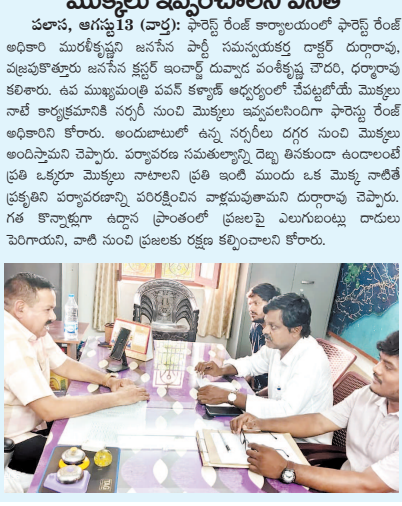 మొక్కలు ఇవ్వాలని వినతి
పలాస, ఆగస్టు13 (వార్త): ఫారెస్ట్ రేంజ్ కార్యాలయంలో ఫారెస్ట్ రేంజ్
అధికారి మురళీకృష్ణని జనసేన పార్టీ సమన్వయకర్త డాక్టర్ దుర్గారావు,
వజ్రపుకొత్తూరు జనసేన క్లస్టర్ ఇంచార్జ్ దువ్వాడ వంశీకృష్ణ చౌదరి, ధర్మారావు
కలిశారు. ఉప ముఖ్యమంత్రి పవన్ కళ్యాణ్ ఆధ్వర్యంలో చేపట్టబోయే మొక్కలు
నాటే కార్యక్రమానికి నర్సరీ నుంచి మొక్కలు ఇవ్వవలసిందిగా ఫారెస్టు రేంజ్
అధికారిని కోరారు. అందుబాటులో ఉన్న నర్సరీలు దగ్గర నుంచి మొక్కలు
అందిస్తామని చెప్పారు. పర్యావరణ సమతుల్యాన్ని దెబ్బ తినకుండా ఉండాలంటే
ప్రతి ఒక్కరూ మొక్కలు నాటాలని ప్రతి ఇంటి ముందు ఒక మొక్క నాటితే
ప్రకృతిని పర్యావరణాన్ని పరిరక్షించిన వాళ్లమవుతామని దుర్గారావు చెప్పారు.
గత కొన్నాళ్లుగా ఉద్దాన ప్రాంతంలో ప్రజలపై ఎలుగుబంట్లు దాడులు
పెరిగాయని, వాటి నుంచి ప్రజలకు రక్షణ కల్పించాలని కోరారు.